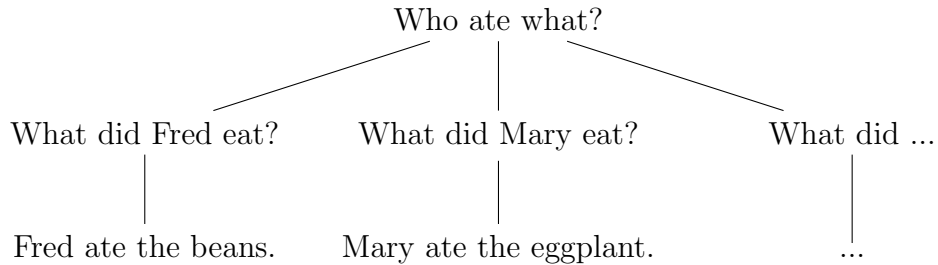 Who ate what?
What did Fred eat? What did Mary eat? What did ...
Fred ate the beans. Mary ate the eggplant. ...